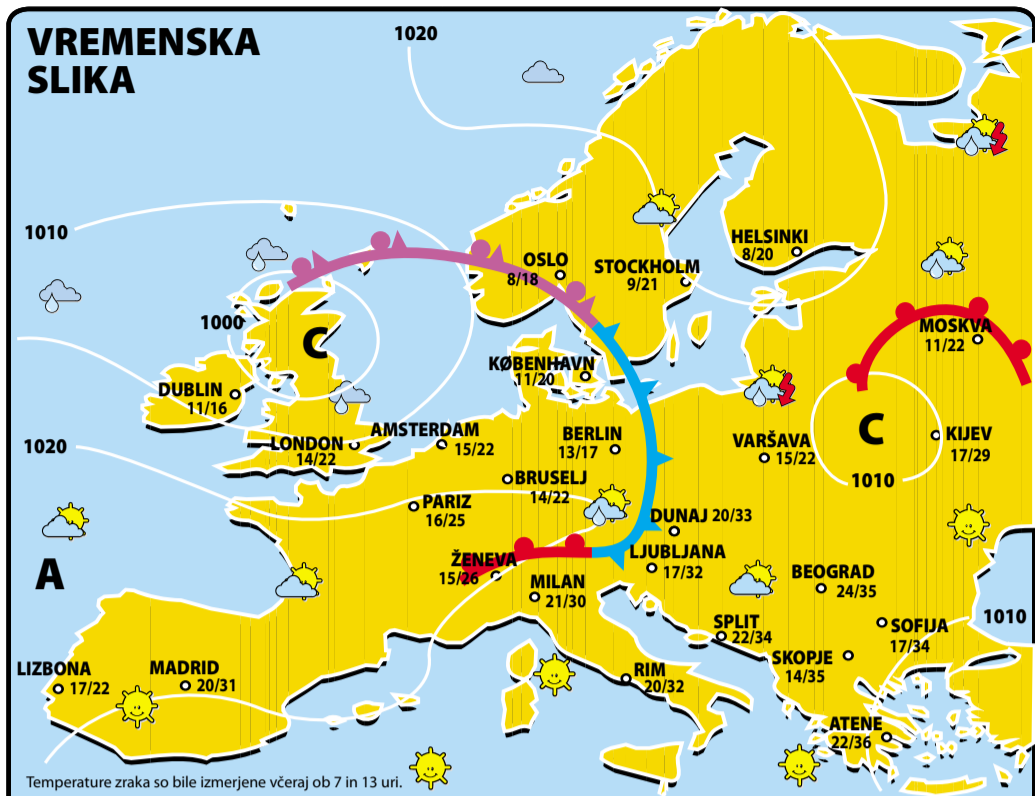 VREMENSKA
SLIKA
1020
1010
OSLO
8/18
HELSINKI
8/20
STOCKHOLM
9/21
1000
C
MOSKVA
11/22
KØBENHAVN
11/20
DUBLIN
11/16
C
AMSTERDAM
15/22
LONDON
14/22
BERLIN
13/17
VARŠAVA
15/22
KIJEV
17/29
1020
BRUSELJ
14/22
1010
PARIZ
16/25
DUNAJ 20/33
LJUBLJANA
17/32
ŽENEVA
15/26
A
MILAN
21/30
BEOGRAD
24/35
1010
SPLIT
22/34
SOFIJA
17/34
SKOPJE
14/35
LIZBONA
17/22
MADRID
20/31
RIM
20/32
ATENE
22/36
Temperature zraka so bile izmerjene včeraj ob 7 in 13 uri.